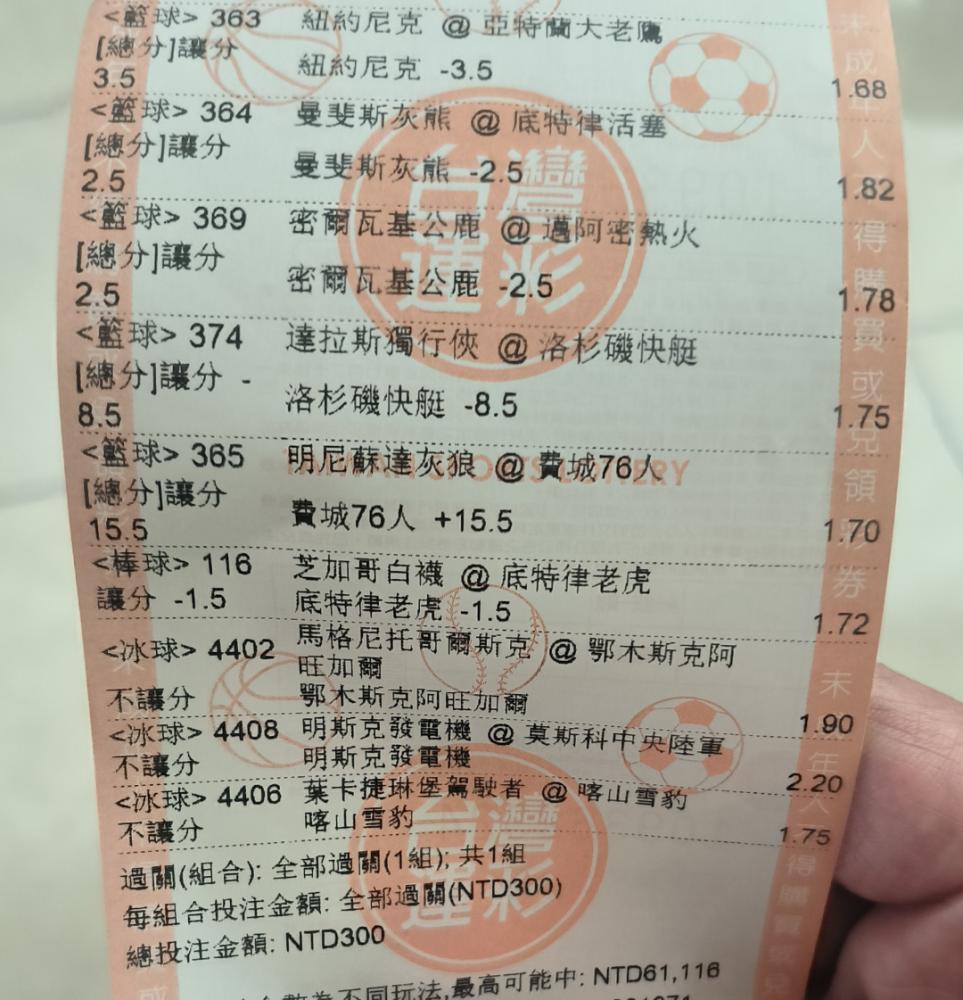 <籃球> 363 紐約尼克 @ 亞特蘭大老鷹
[總分]讓分
3.5 紐約尼克 -3.5 1.68
<籃球> 364 曼斐斯灰熊 @ 底特律活塞
[總分]讓分
2.5 曼斐斯灰熊 -2.5 1.82
<籃球> 369 密爾瓦基公鹿 @ 邁阿密熱火
[總分]讓分
2.5 密爾瓦基公鹿 -2.5 1.78
<籃球> 374 達拉斯獨行俠 @ 洛杉磯快艇
[總分]讓分 -
8.5 洛杉磯快艇 -8.5 1.75
<籃球> 365 明尼蘇達灰狼 @ 費城76人
[總分]讓分
15.5 費城76人 +15.5 1.70
<棒球> 116 芝加哥白襪 @ 底特律老虎
讓分 -1.5 底特律老虎 -1.5 1.72
<冰球> 4402 馬格尼托哥爾斯克 @ 鄂木斯克阿
旺加爾
不讓分 鄂木斯克阿旺加爾 1.90
<冰球> 4408 明斯克發電機 @ 莫斯科中央陸軍
不讓分 明斯克發電機 2.20
<冰球> 4406 葉卡捷琳堡駕駛者 @ 喀山雪豹
不讓分 喀山雪豹 1.75
過關(組合): 全部過關(1組); 共1組
每組合投注金額: 全部過關(NTD300)
總投注金額: NTD300
不同玩法,最高可能中: NTD61,116
台灣運彩
台灣運彩